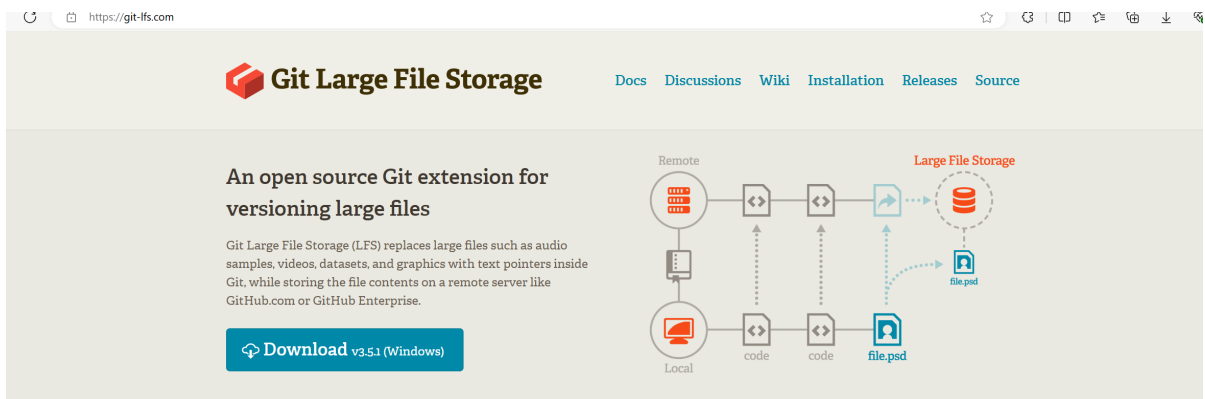 https://git-lfs.com
Git Large File Storage
Docs Discussions Wiki Installation Releases Source
An open source Git extension for
versioning large files
Git Large File Storage (LFS) replaces large files such as audio
samples, videos, datasets, and graphics with text pointers inside
Git, while storing the file contents on a remote server like
GitHub.com or GitHub Enterprise.
Download v3.5.1 (Windows)
Remote
Large File Storage
file.psd
Local
code
code
file.psd